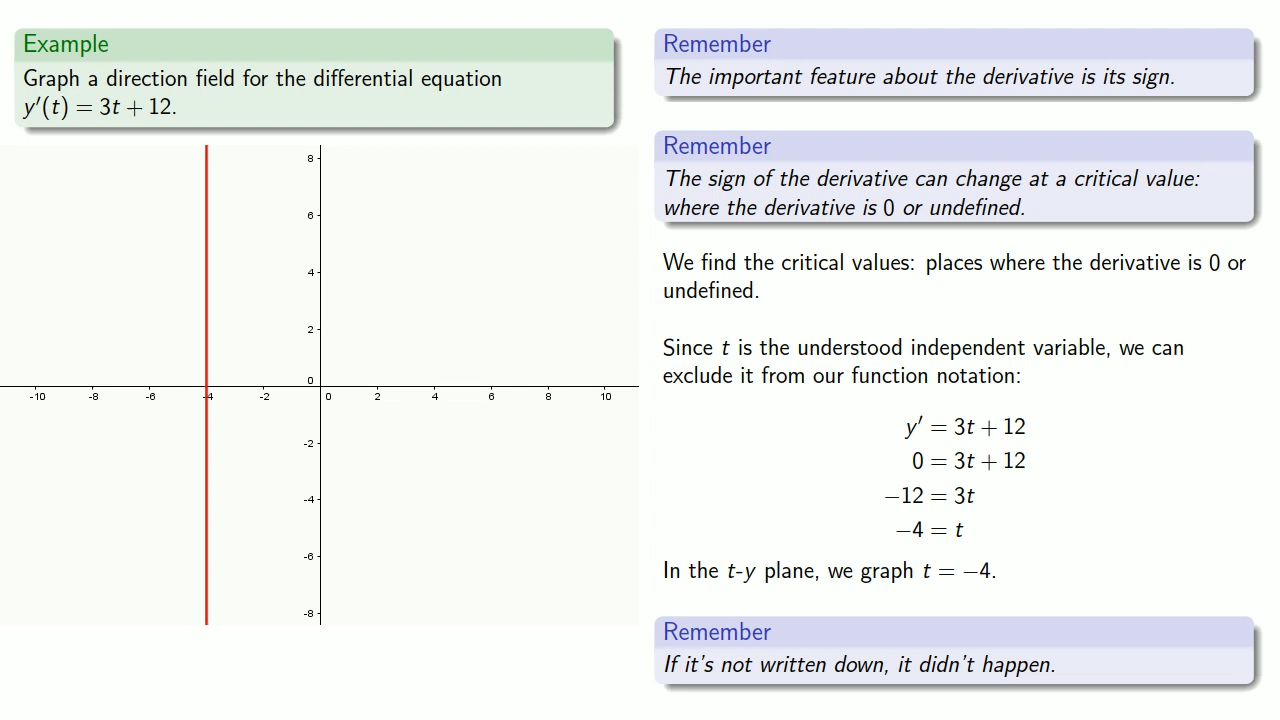 Example
Graph a direction field for the differential equation
y′(t) = 3t + 12.
8
6
4
2
0
-10 -8 -6 -4 -2 0 2 4 6 8 10
-2
-4
-6
-8
Remember
The important feature about the derivative is its sign.
Remember
The sign of the derivative can change at a critical value:
where the derivative is 0 or undefined.
We find the critical values: places where the derivative is 0 or
undefined.
Since t is the understood independent variable, we can
exclude it from our function notation:
y′ = 3t + 12
0 = 3t + 12
−12 = 3t
−4 = t
In the t-y plane, we graph t = −4.
Remember
If it's not written down, it didn't happen.